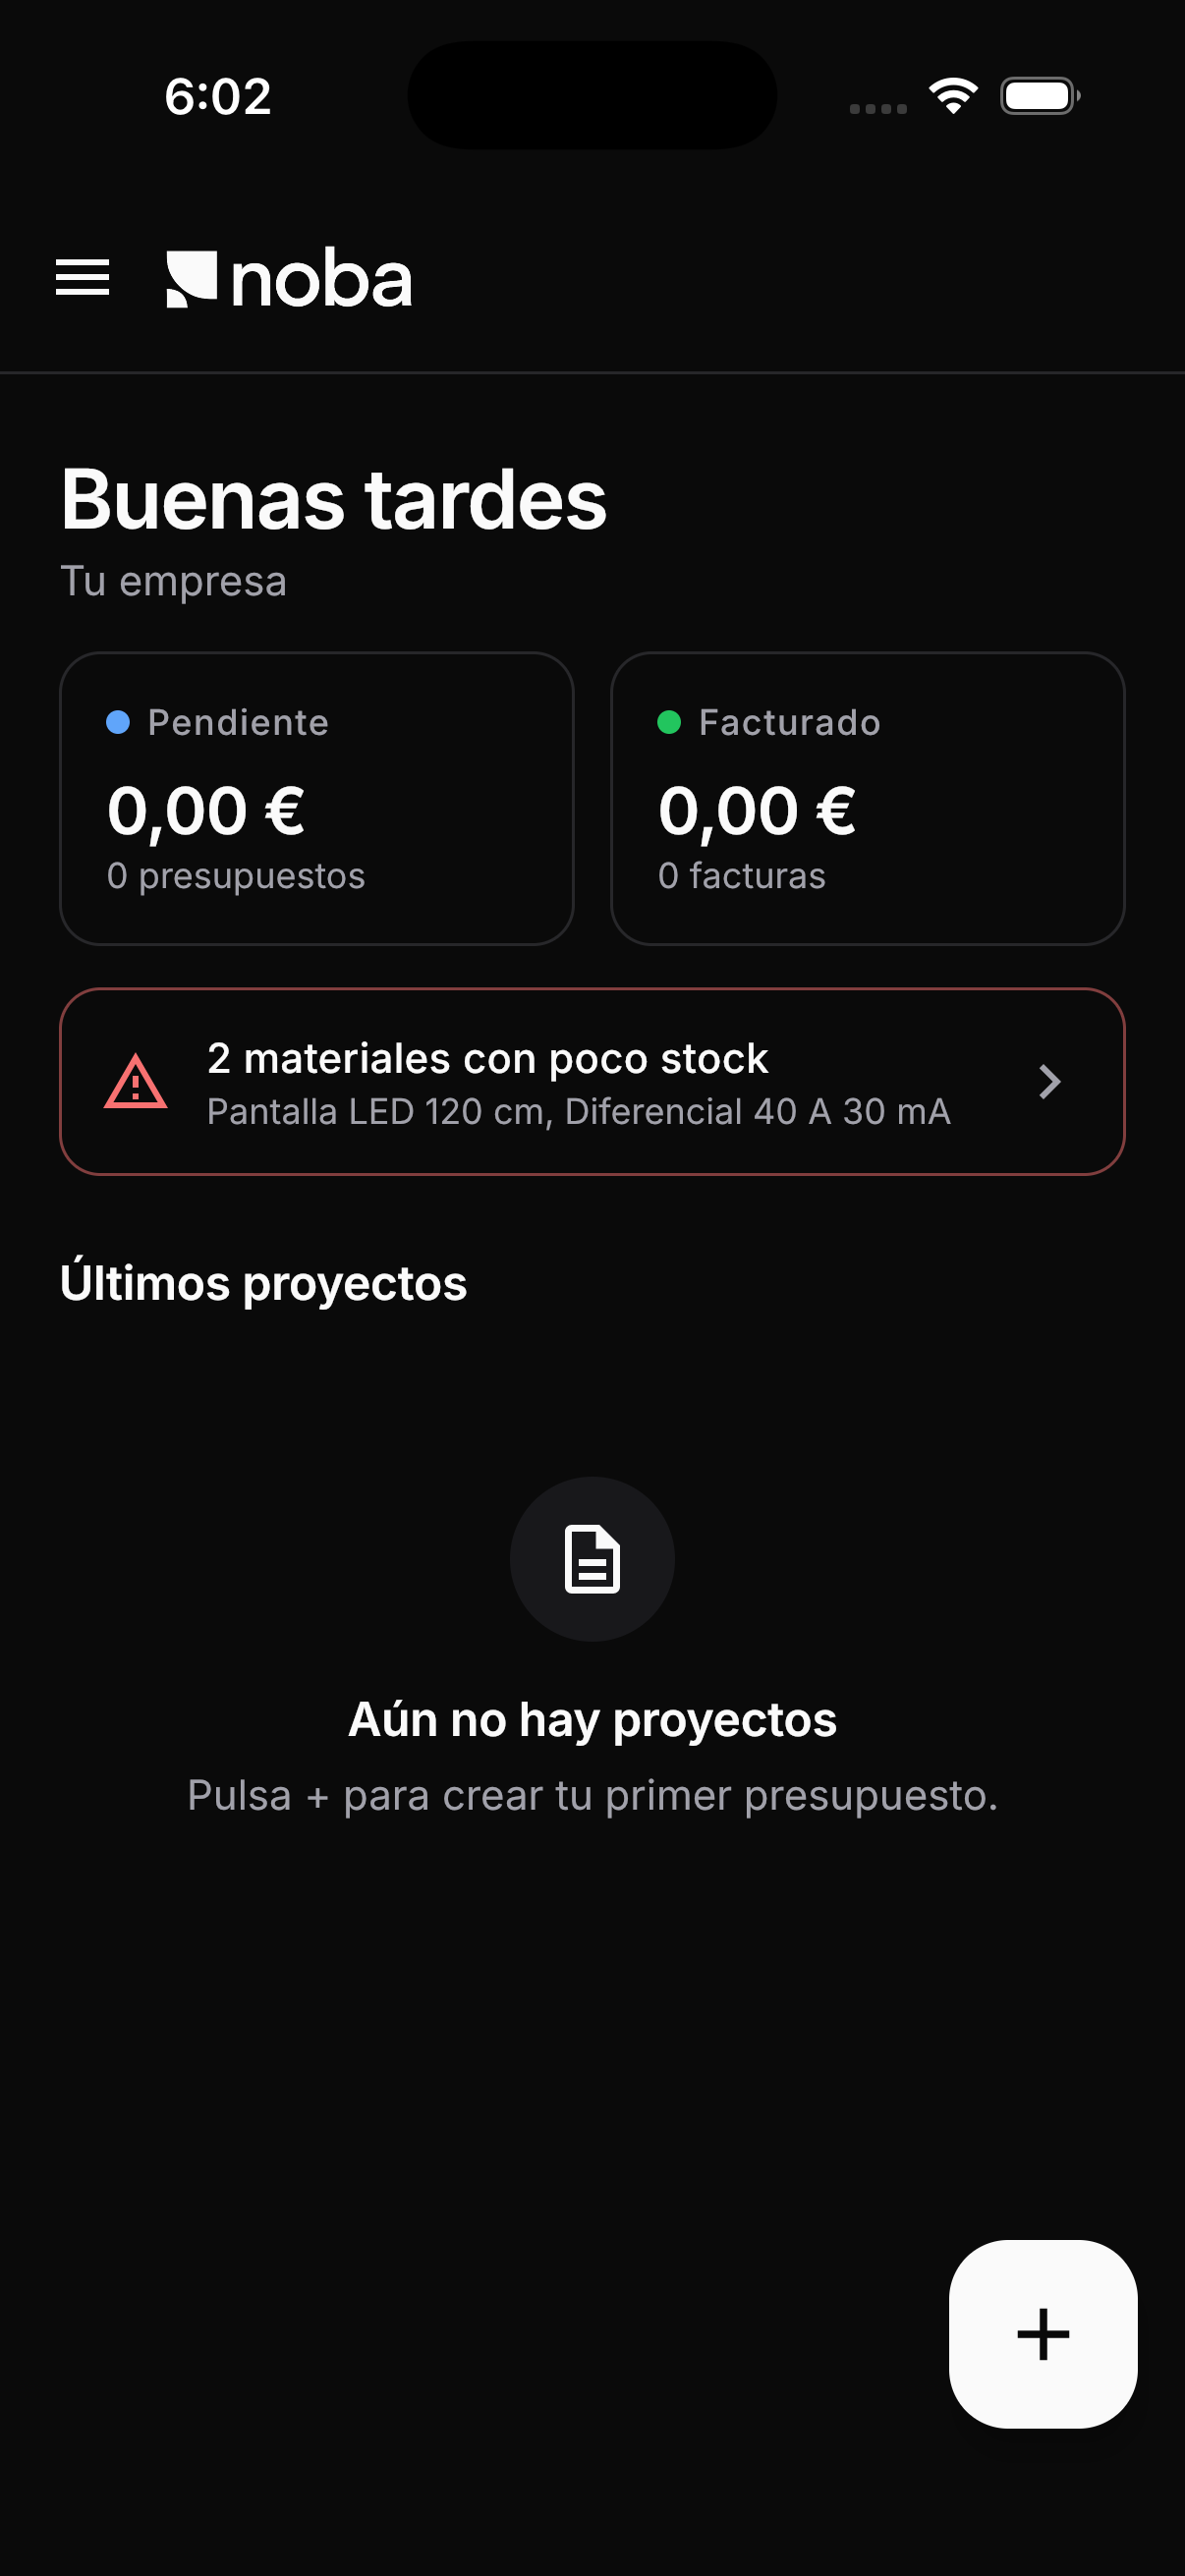 6:02
noba
Buenas tardes
Tu empresa
Pendiente
0,00 €
0 presupuestos
Facturado
0,00 €
0 facturas
2 materiales con poco stock
Pantalla LED 120 cm, Diferencial 40 A 30 mA
Últimos proyectos
Aún no hay proyectos
Pulsa + para crear tu primer presupuesto.